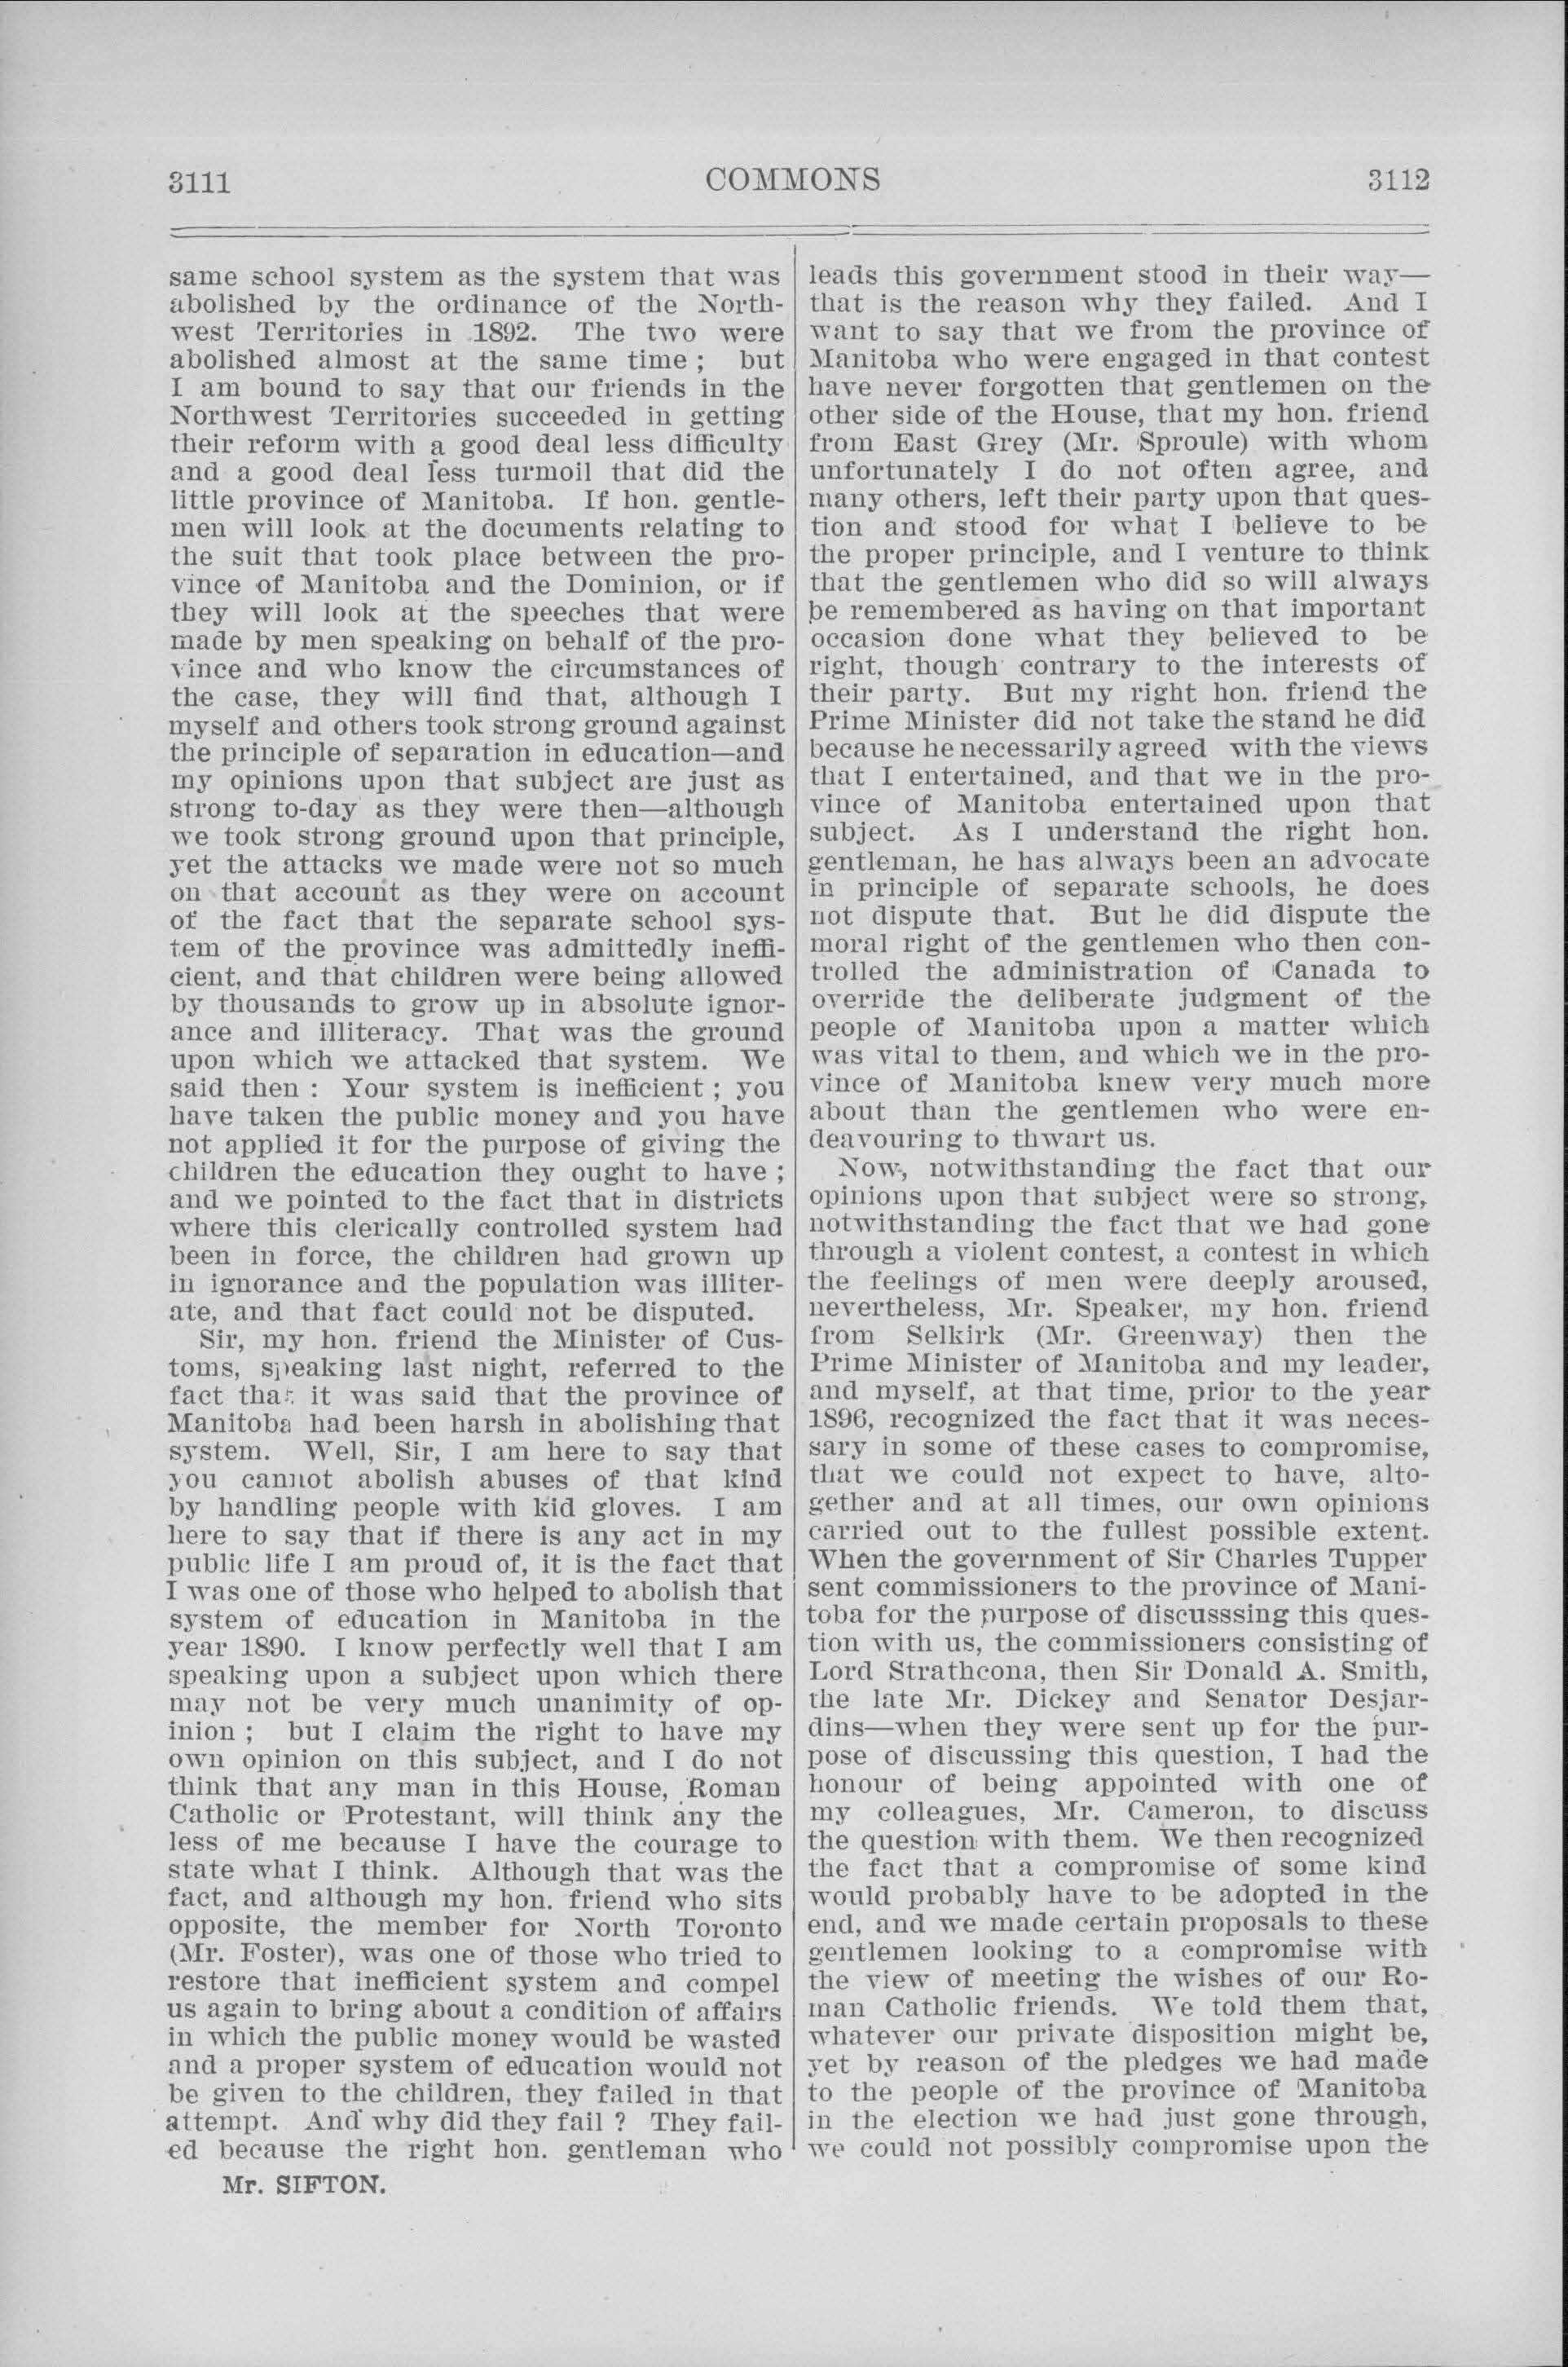 3111
COMMONS
3112
same school system as the system that was
abolished by the ordinance of the North-
west Territories in 1892. The two were
abolished almost at the same time ; but
I am bound to say that our friends in the
Northwest Territories succeeded in getting
their reform with a good deal less difficulty
and a good deal less turmoil that did the
little province of Manitoba. If hon. gentle-
men will look at the documents relating to
the suit that took place between the pro-
vince of Manitoba and the Dominion, or if
they will look at the speeches that were
made by men speaking on behalf of the pro-
vince and who know the circumstances of
the case, they will find that, although I
myself and others took strong ground against
the principle of separation in education—and
my opinions upon that subject are just as
strong to-day as they were then—although
we took strong ground upon that principle,
yet the attacks we made were not so much
on that account as they were on account
of the fact that the separate school sys-
tem of the province was admittedly ineffi-
cient, and that children were being allowed
by thousands to grow up in absolute ignor-
ance and illiteracy. That was the ground
upon which we attacked that system. We
said then : Your system is inefficient ; you
have taken the public money and you have
not applied it for the purpose of giving the
children the education they ought to have ;
and we pointed to the fact that in districts
where this clerically controlled system had
been in force, the children had grown up
in ignorance and the population was illiter-
ate, and that fact could not be disputed.
Sir, my hon. friend the Minister of Cus-
toms, speaking last night, referred to the
fact that it was said that the province of
Manitoba had been harsh in abolishing that
system. Well, Sir, I am here to say that
you cannot abolish abuses of that kind
by handling people with kid gloves. I am
here to say that if there is any act in my
public life I am proud of, it is the fact that
I was one of those who helped to abolish that
system of education in Manitoba in the
year 1890. I know perfectly well that I am
speaking upon a subject upon which there
may not be very much unanimity of op-
inion ; but I claim the right to have my
own opinion on this subject, and I do not
think that any man in this House, Roman
Catholic or Protestant, will think any the
less of me because I have the courage to
state what I think. Although that was the
fact, and although my hon. friend who sits
opposite, the member for North Toronto
(Mr. Foster), was one of those who tried to
restore that inefficient system and compel
us again to bring about a condition of affairs
in which the public money would be wasted
and a proper system of education would not
be given to the children, they failed in that
attempt. And why did they fail ? They fail-
ed because the right hon. gentleman who
Mr. SIFTON.
leads this government stood in their way—
that is the reason why they failed. And I
want to say that we from the province of
Manitoba who were engaged in that contest
have never forgotten that gentlemen on the
other side of the House, that my hon. friend
from East Grey (Mr. Sproule) with whom
unfortunately I do not often agree, and
many others, left their party upon that ques-
tion and stood for what I believe to be
the proper principle, and I venture to think
that the gentlemen who did so will always
be remembered as having on that important
occasion done what they believed to be
right, though contrary to the interests of
their party. But my right hon. friend the
Prime Minister did not take the stand he did
because he necessarily agreed with the views
that I entertained, and that we in the pro-
vince of Manitoba entertained upon that
subject. As I understand the right hon.
gentleman, he has always been an advocate
in principle of separate schools, he does
not dispute that. But he did dispute the
moral right of the gentlemen who then con-
trolled the administration of Canada to
override the deliberate judgment of the
people of Manitoba upon a matter which
was vital to them, and which we in the pro-
vince of Manitoba knew very much more
about than the gentlemen who were en-
deavouring to thwart us.
Now, notwithstanding the fact that our
opinions upon that subject were so strong,
notwithstanding the fact that we had gone
through a violent contest, a contest in which
the feelings of men were deeply aroused,
nevertheless, Mr. Speaker, my hon. friend
from Selkirk (Mr. Greenway) then the
Prime Minister of Manitoba and my leader,
and myself, at that time, prior to the year
1896, recognized the fact that it was neces-
sary in some of these cases to compromise,
that we could not expect to have, alto-
gether and at all times, our own opinions
carried out to the fullest possible extent.
When the government of Sir Charles Tupper
sent commissioners to the province of Mani-
toba for the purpose of discusssing this ques-
tion with us, the commissioners consisting of
Lord Strathcona, then Sir Donald A. Smith,
the late Mr. Dickey and Senator Desjar-
dins—when they were sent up for the pur-
pose of discussing this question, I had the
honour of being appointed with one of
my colleagues, Mr. Cameron, to discuss
the question with them. We then recognized
the fact that a compromise of some kind
would probably have to be adopted in the
end, and we made certain proposals to these
gentlemen looking to a compromise with
the view of meeting the wishes of our Ro-
man Catholic friends. We told them that,
whatever our private disposition might be,
yet by reason of the pledges we had made
to the people of the province of Manitoba
in the election we had just gone through,
we could not possibly compromise upon the